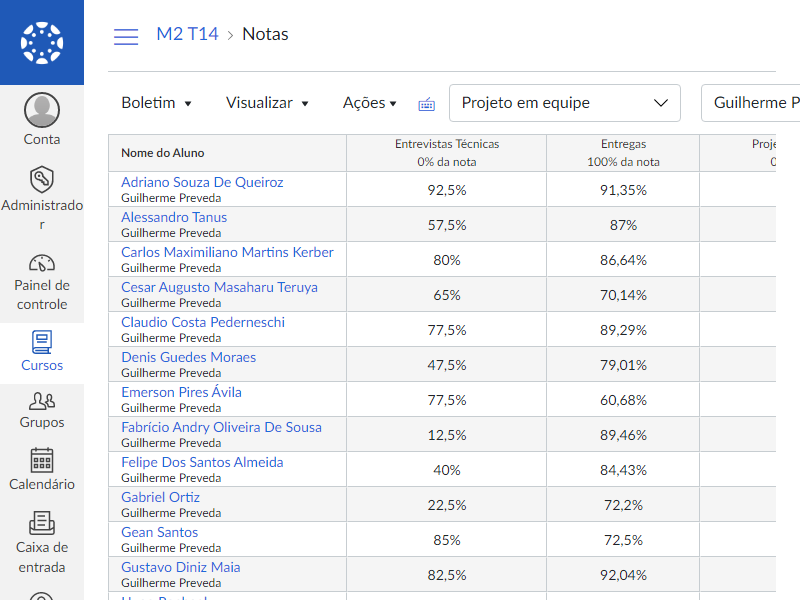 M2 T14 > Notas
Boletim Visualizar Ações Projeto em equipe Guilherme P
Conta
Administrado
r
Painel de
controle
Cursos
Grupos
Calendário
Caixa de
entrada
Nome do Aluno Entrevistas Técnicas Entregas Proje
0% da nota 100% da nota 0
Adriano Souza De Queiroz 92,5% 91,35%
Guilherme Preveda
Alessandro Tanus 57,5% 87%
Guilherme Preveda
Carlos Maximiliano Martins Kerber 80% 86,64%
Guilherme Preveda
Cesar Augusto Masaharu Teruya 65% 70,14%
Guilherme Preveda
Claudio Costa Pederneschi 77,5% 89,29%
Guilherme Preveda
Denis Guedes Moraes 47,5% 79,01%
Guilherme Preveda
Emerson Pires Ávila 77,5% 60,68%
Guilherme Preveda
Fabrício Andry Oliveira De Sousa 12,5% 89,46%
Guilherme Preveda
Felipe Dos Santos Almeida 40% 84,43%
Guilherme Preveda
Gabriel Ortiz 22,5% 72,2%
Guilherme Preveda
Gean Santos 85% 72,5%
Guilherme Preveda
Gustavo Diniz Maia 82,5% 92,04%
Guilherme Preveda